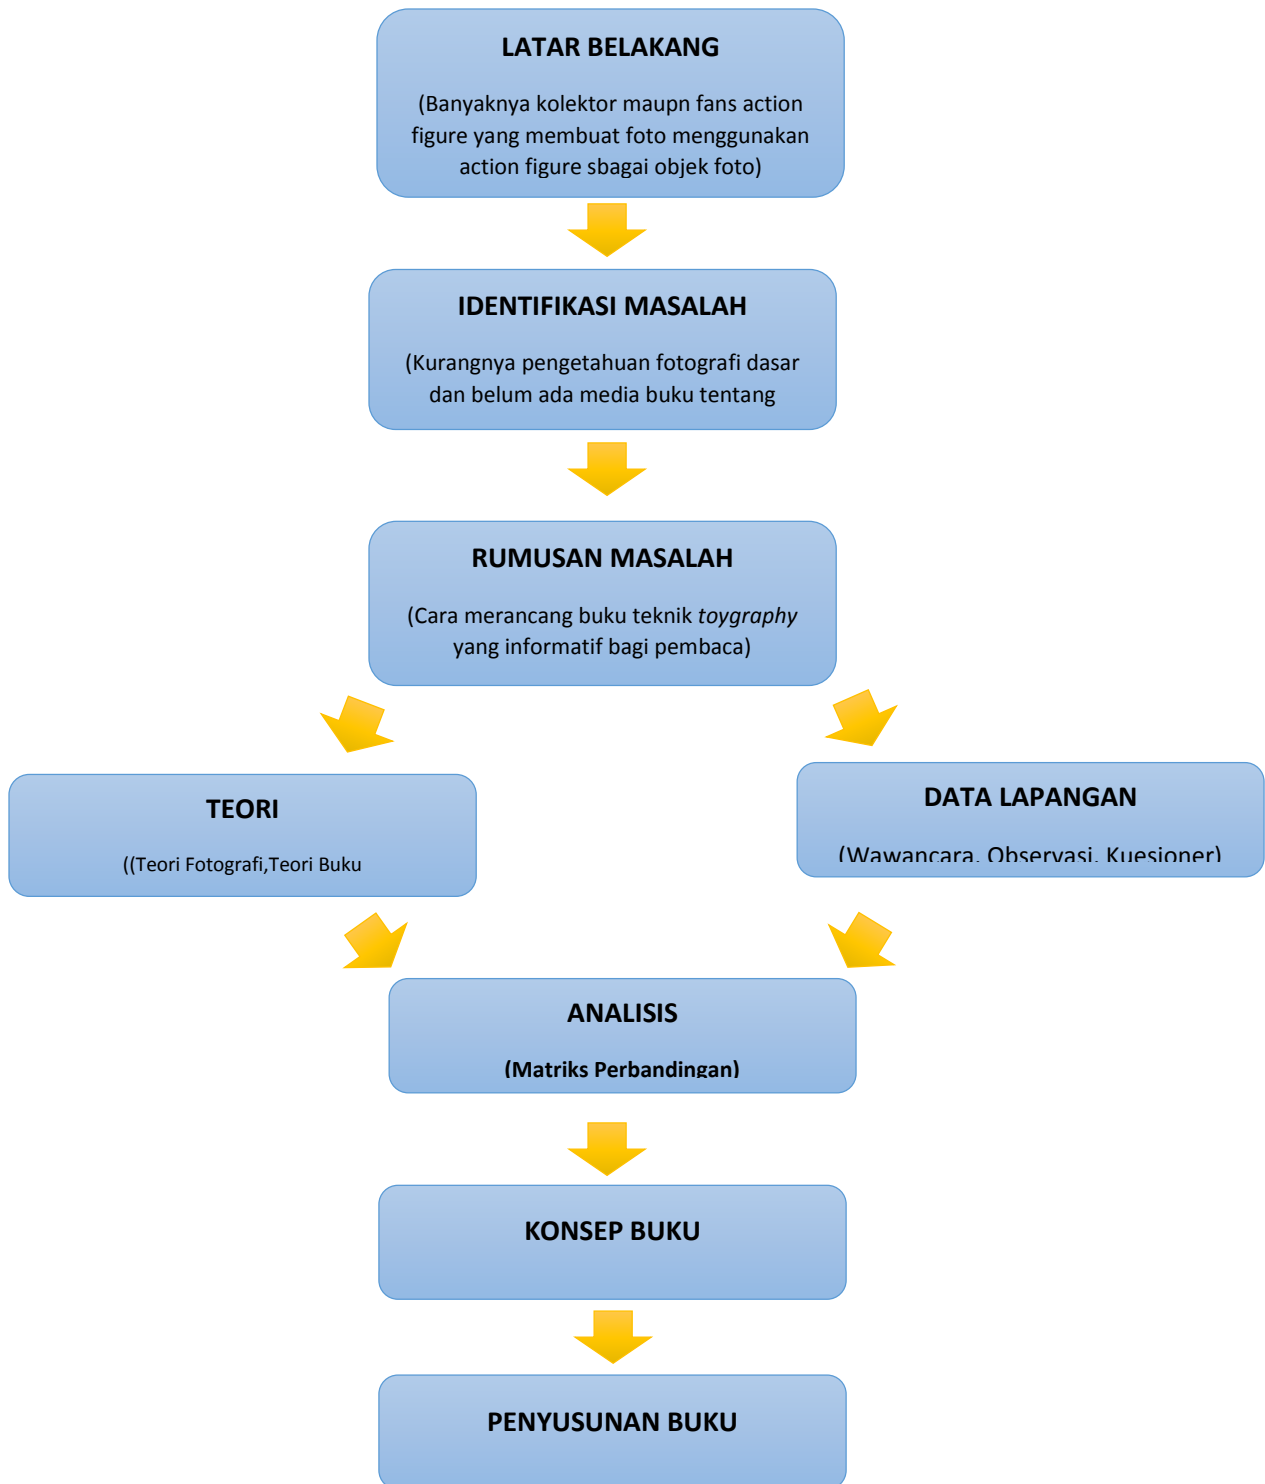 LATAR BELAKANG
(Banyaknya kolektor maupn fans action
figure yang membuat foto menggunakan
action figure sbagai objek foto)
IDENTIFIKASI MASALAH
(Kurangnya pengetahuan fotografi dasar
dan belum ada media buku tentang
RUMUSAN MASALAH
(Cara merancang buku teknik toygraphy
yang informatif bagi pembaca)
TEORI
((Teori Fotografi,Teori Buku
DATA LAPANGAN
(Wawancara, Observasi, Kuesioner)
ANALISIS
(Matriks Perbandingan)
KONSEP BUKU
PENYUSUNAN BUKU